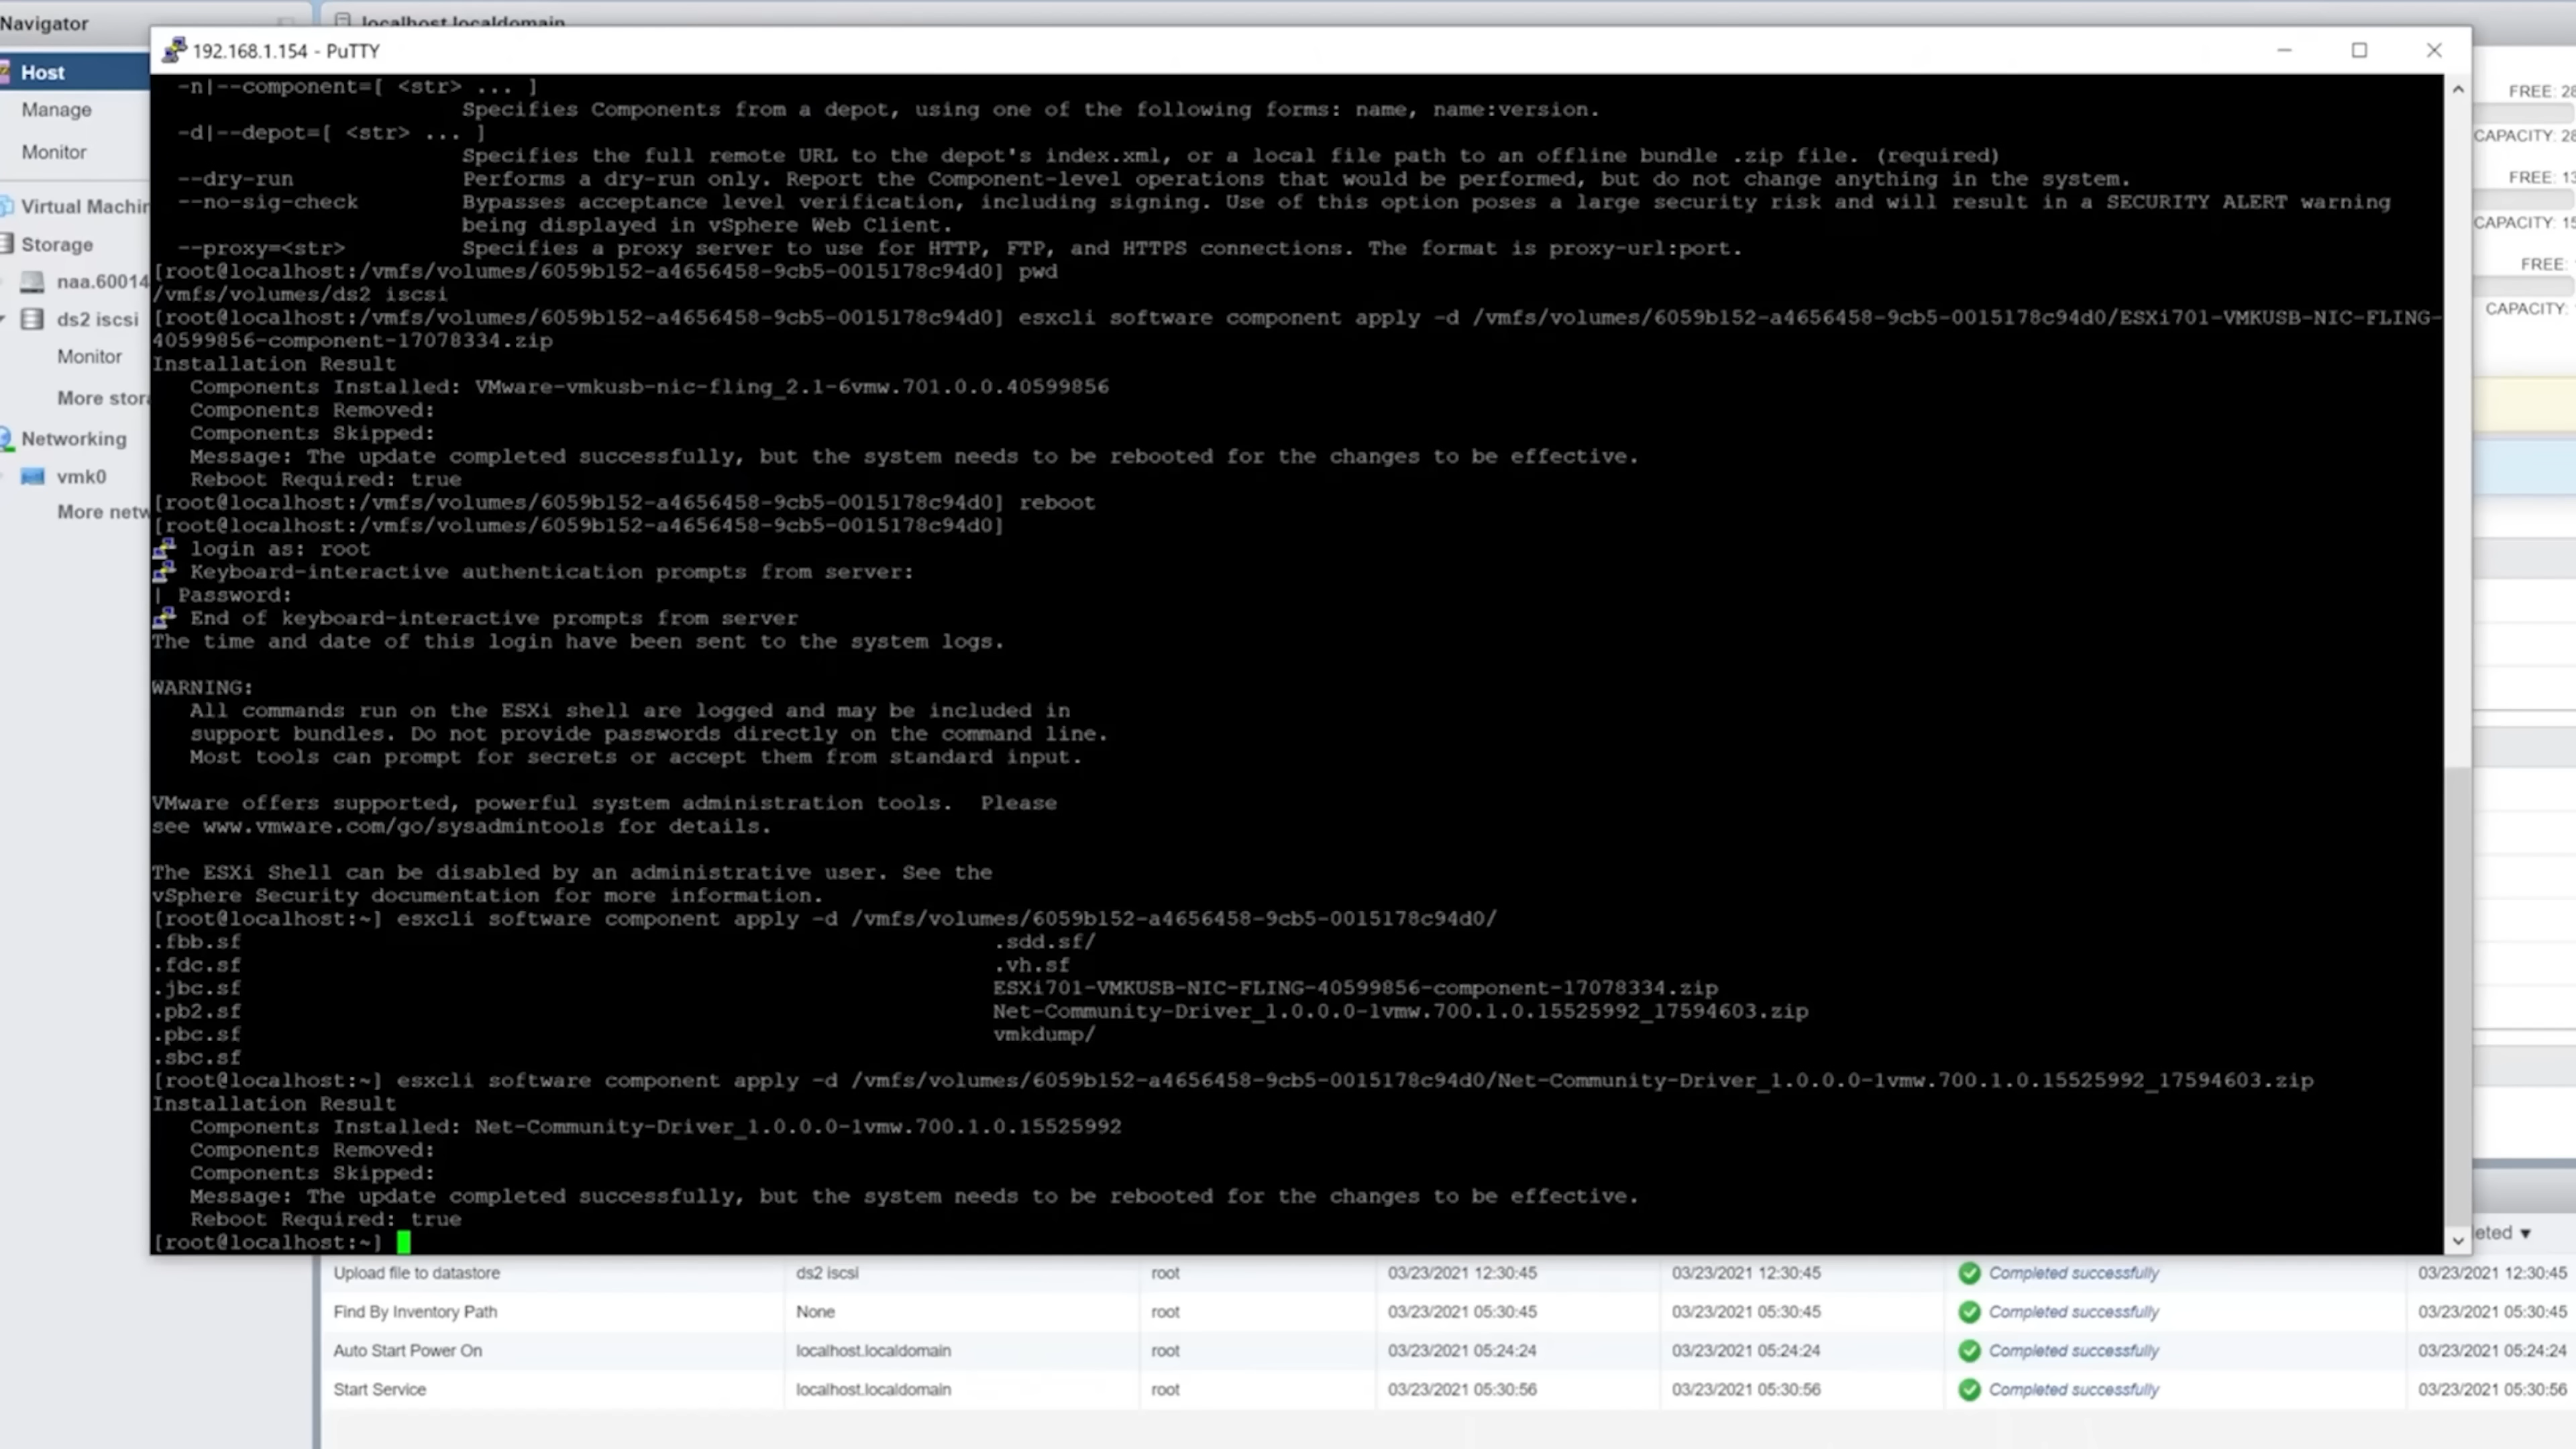 Navigator
localhost.localdomain
192.168.1.154 - PuTTY
Host
Manage
Monitor
Virtual Machin
Storage
naa.60014
ds2 iscsi
Monitor
More stora
Networking
vmk0
More netw
-n|--component=[ <str> ... ]
Specifies Components from a depot, using one of the following forms: name, name:version.
-d|--depot=[ <str> ... ]
Specifies the full remote URL to the depot's index.xml, or a local file path to an offline bundle .zip file. (required)
--dry-run Performs a dry-run only. Report the Component-level operations that would be performed, but do not change anything in the system.
--no-sig-check Bypasses acceptance level verification, including signing. Use of this option poses a large security risk and will result in a SECURITY ALERT warning
being displayed in vSphere Web Client.
--proxy=<str> Specifies a proxy server to use for HTTP, FTP, and HTTPS connections. The format is proxy-url:port.
[root@localhost:/vmfs/volumes/6059b152-a4656458-9cb5-0015178c94d0] pwd
/vmfs/volumes/ds2 iscsi
[root@localhost:/vmfs/volumes/6059b152-a4656458-9cb5-0015178c94d0] esxcli software component apply -d /vmfs/volumes/6059b152-a4656458-9cb5-0015178c94d0/ESXi701-VMKUSB-NIC-FLING-
40599856-component-17078334.zip
Installation Result
Components Installed: VMware-vmkusb-nic-fling_2.1-6vmw.701.0.0.40599856
Components Removed:
Components Skipped:
Message: The update completed successfully, but the system needs to be rebooted for the changes to be effective.
Reboot Required: true
[root@localhost:/vmfs/volumes/6059b152-a4656458-9cb5-0015178c94d0] reboot
[root@localhost:/vmfs/volumes/6059b152-a4656458-9cb5-0015178c94d0]
login as: root
Keyboard-interactive authentication prompts from server:
| Password:
End of keyboard-interactive prompts from server
The time and date of this login have been sent to the system logs.
WARNING:
All commands run on the ESXi shell are logged and may be included in
support bundles. Do not provide passwords directly on the command line.
Most tools can prompt for secrets or accept them from standard input.
VMware offers supported, powerful system administration tools. Please
see www.vmware.com/go/sysadmintools for details.
The ESXi Shell can be disabled by an administrative user. See the
vSphere Security documentation for more information.
[root@localhost:~] esxcli software component apply -d /vmfs/volumes/6059b152-a4656458-9cb5-0015178c94d0/
.fbb.sf .sdd.sf/
.fdc.sf .vh.sf
.jbc.sf ESXi701-VMKUSB-NIC-FLING-40599856-component-17078334.zip
.pb2.sf Net-Community-Driver_1.0.0.0-1vmw.700.1.0.15525992_17594603.zip
.pbc.sf vmkdump/
.sbc.sf
[root@localhost:~] esxcli software component apply -d /vmfs/volumes/6059b152-a4656458-9cb5-0015178c94d0/Net-Community-Driver_1.0.0.0-1vmw.700.1.0.15525992_17594603.zip
Installation Result
Components Installed: Net-Community-Driver_1.0.0.0-1vmw.700.1.0.15525992
Components Removed:
Components Skipped:
Message: The update completed successfully, but the system needs to be rebooted for the changes to be effective.
Reboot Required: true
[root@localhost:~]
FREE: 28
CAPACITY: 28
FREE: 13
CAPACITY: 15
FREE:
CAPACITY:
eted ▼
Upload file to datastore ds2 iscsi root 03/23/2021 12:30:45 03/23/2021 12:30:45 Completed successfully 03/23/2021 12:30:45
Find By Inventory Path None root 03/23/2021 05:30:45 03/23/2021 05:30:45 Completed successfully 03/23/2021 05:30:45
Auto Start Power On localhost.localdomain root 03/23/2021 05:24:24 03/23/2021 05:24:24 Completed successfully 03/23/2021 05:24:24
Start Service localhost.localdomain root 03/23/2021 05:30:56 03/23/2021 05:30:56 Completed successfully 03/23/2021 05:30:56